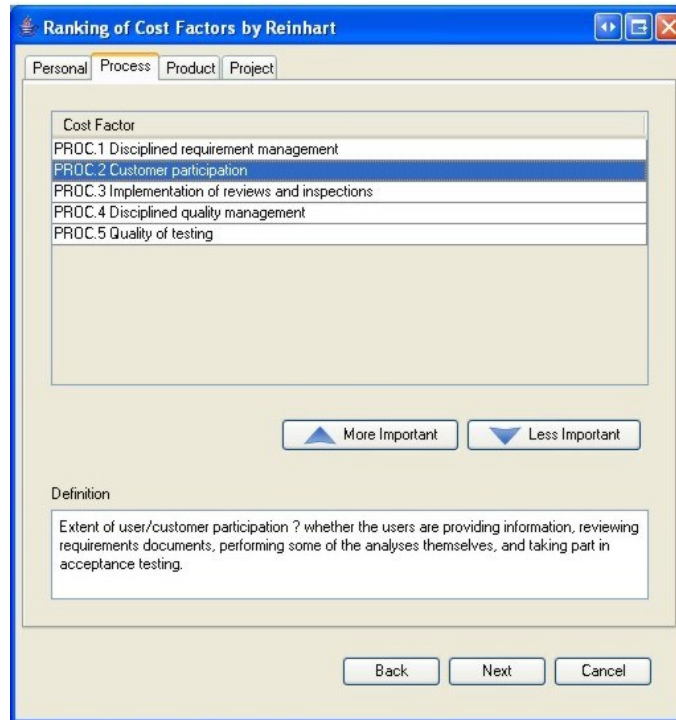 Ranking of Cost Factors by Reinhart
Personal Process Product Project
Cost Factor
PROC.1 Disciplined requirement management
PROC.2 Customer participation
PROC.3 Implementation of reviews and inspections
PROC.4 Disciplined quality management
PROC.5 Quality of testing
More Important Less Important
Definition
Extent of user/customer participation ? whether the users are providing information, reviewing
requirements documents, performing some of the analyses themselves, and taking part in
acceptance testing.
Back Next Cancel